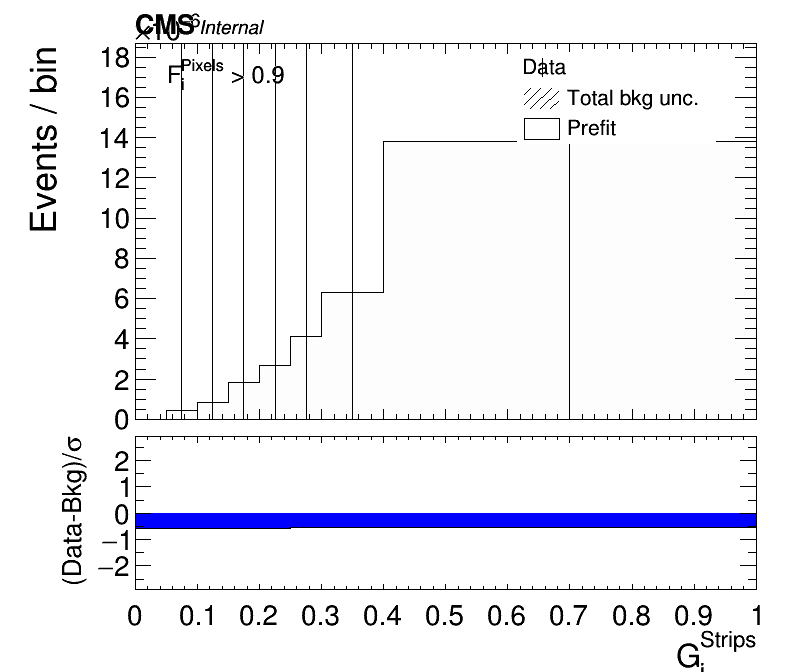 CMS Internal
×10⁻⁶
F_i^Pixels > 0.9
Data
Total bkg unc.
Prefit
Events / bin
18
16
14
12
10
8
6
4
2
0
(Data-Bkg)/σ
2
1
0
−1
−2
0 0.1 0.2 0.3 0.4 0.5 0.6 0.7 0.8 0.9 1
G_i^Strips